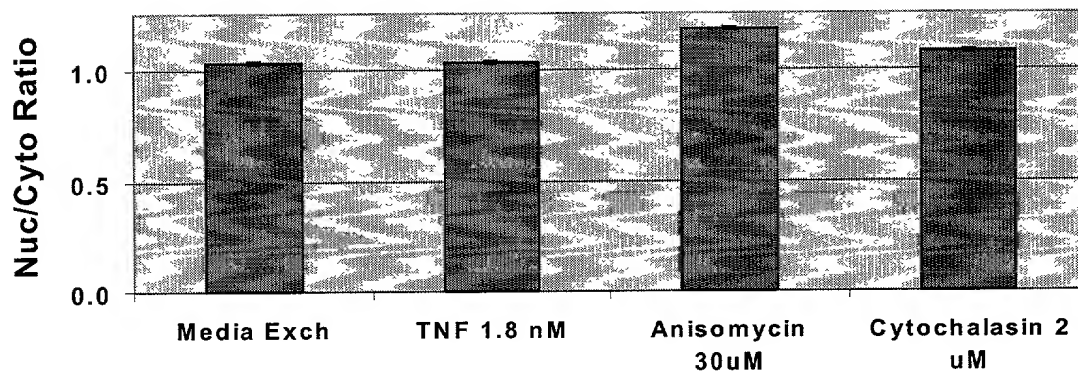 Nuc/Cyto Ratio
1.0
0.5
0.0
Media Exch
TNF 1.8 nM
Anisomycin
30uM
Cytochalasin 2
uM